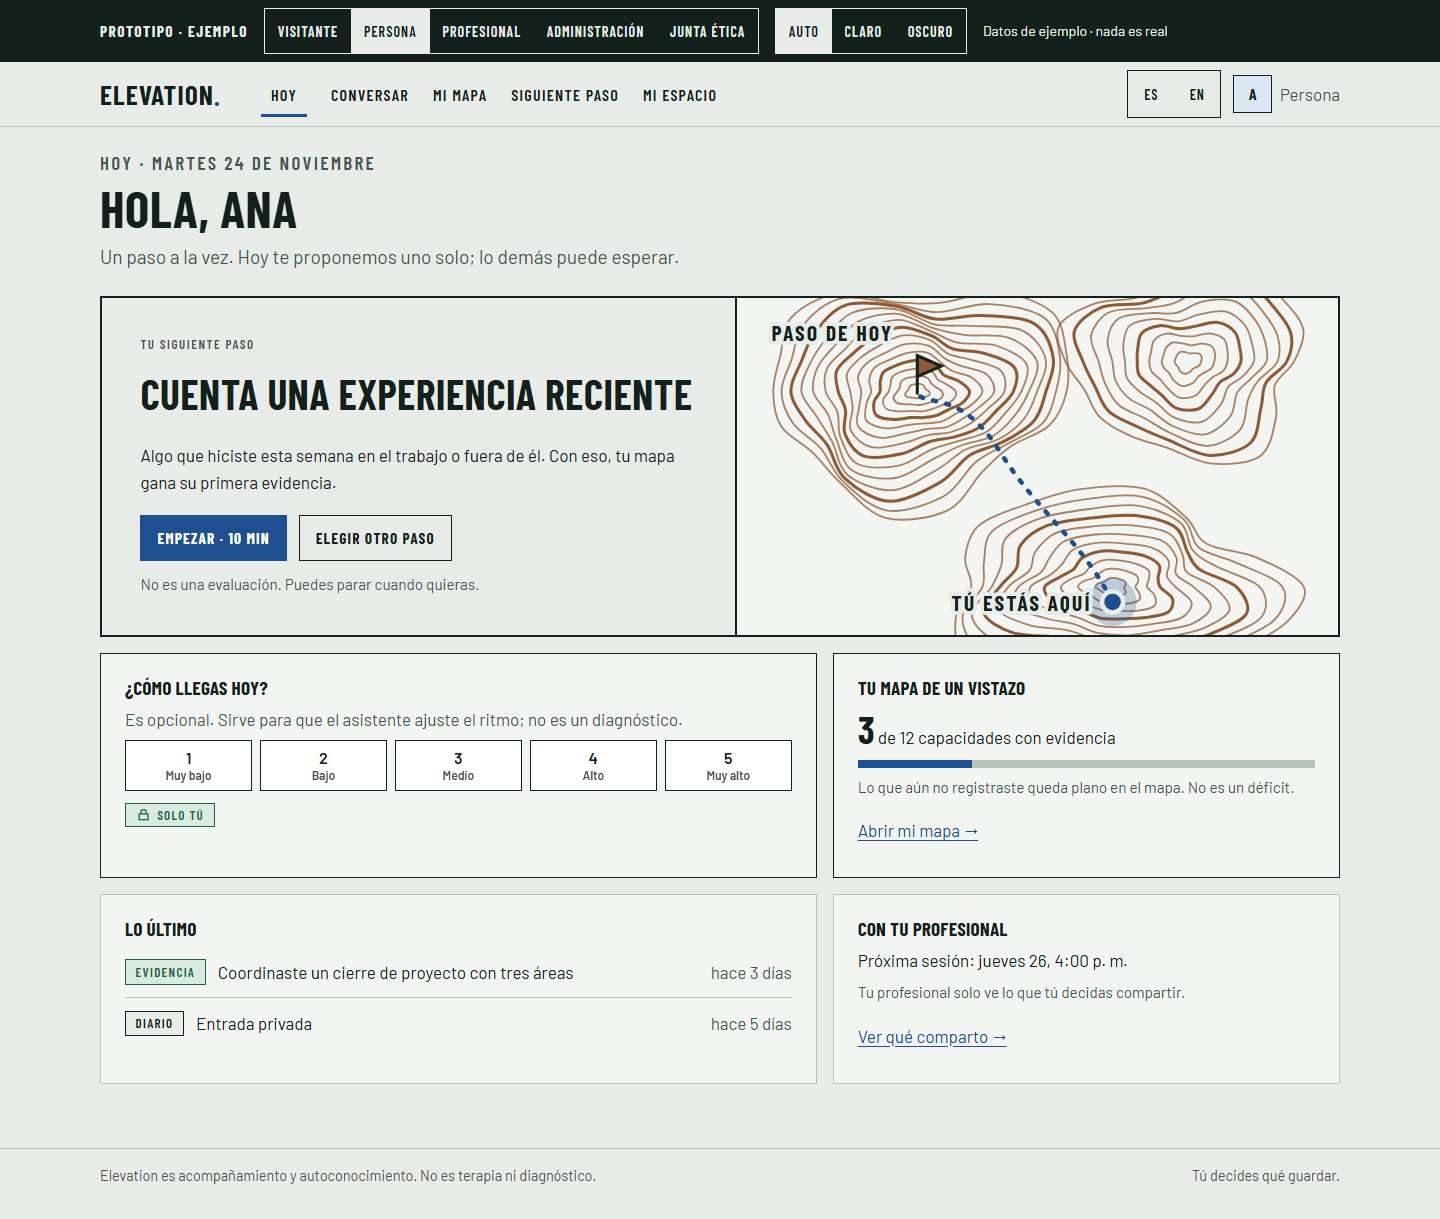 PROTOTIPO · EJEMPLO
VISITANTE PERSONA PROFESIONAL ADMINISTRACIÓN JUNTA ÉTICA
AUTO CLARO OSCURO
Datos de ejemplo · nada es real
ELEVATION.
HOY CONVERSAR MI MAPA SIGUIENTE PASO MI ESPACIO
ES EN
A Persona
HOY · MARTES 24 DE NOVIEMBRE
HOLA, ANA
Un paso a la vez. Hoy te proponemos uno solo; lo demás puede esperar.
TU SIGUIENTE PASO
CUENTA UNA EXPERIENCIA RECIENTE
Algo que hiciste esta semana en el trabajo o fuera de él. Con eso, tu mapa
gana su primera evidencia.
EMPEZAR · 10 MIN
ELEGIR OTRO PASO
No es una evaluación. Puedes parar cuando quieras.
PASO DE HOY
TÚ ESTÁS AQUÍ
¿CÓMO LLEGAS HOY?
Es opcional. Sirve para que el asistente ajuste el ritmo; no es un diagnóstico.
1
Muy bajo
2
Bajo
3
Medio
4
Alto
5
Muy alto
SOLO TÚ
TU MAPA DE UN VISTAZO
3 de 12 capacidades con evidencia
Lo que aún no registraste queda plano en el mapa. No es un déficit.
Abrir mi mapa →
LO ÚLTIMO
EVIDENCIA Coordinaste un cierre de proyecto con tres áreas hace 3 días
DIARIO Entrada privada hace 5 días
CON TU PROFESIONAL
Próxima sesión: jueves 26, 4:00 p. m.
Tu profesional solo ve lo que tú decidas compartir.
Ver qué comparto →
Elevation es acompañamiento y autoconocimiento. No es terapia ni diagnóstico.
Tú decides qué guardar.